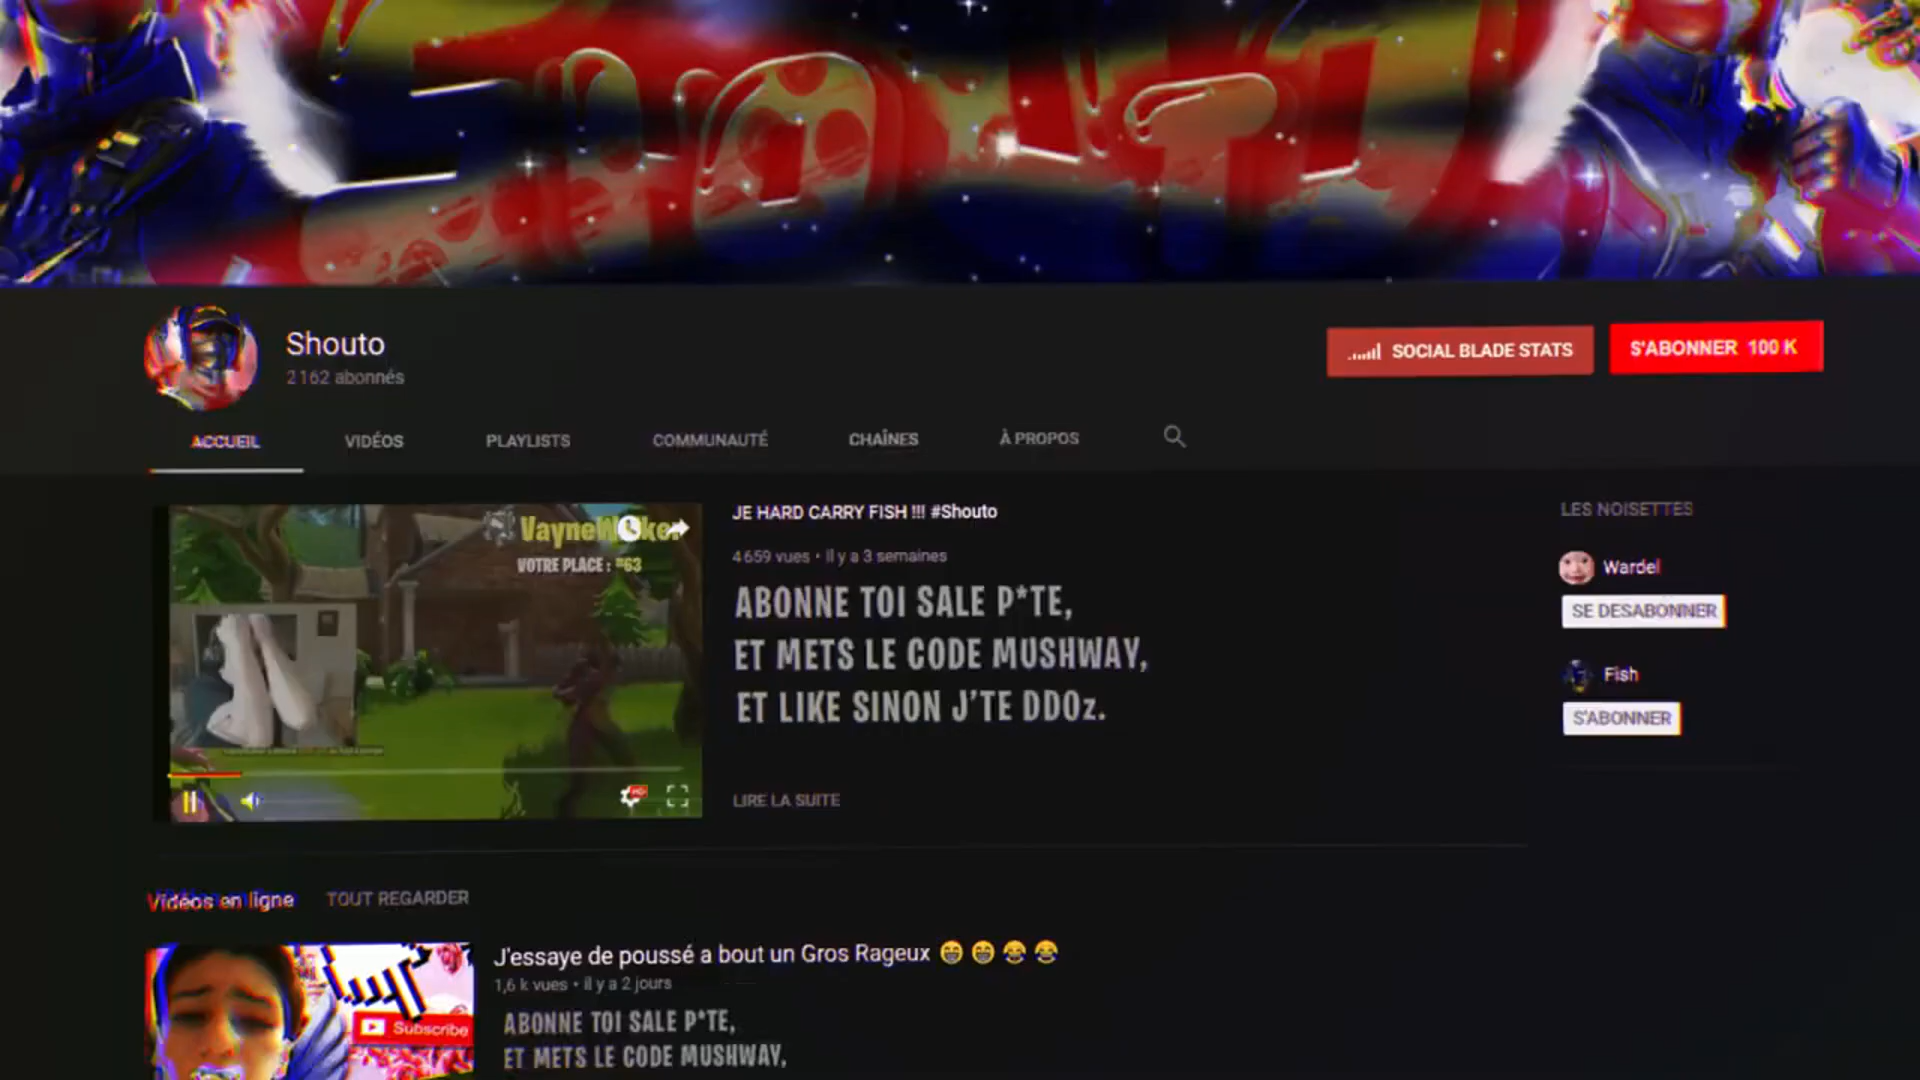 Shouto
2 162 abonnés
SOCIAL BLADE STATS
S'ABONNER 100 K
ACCUEIL
VIDÉOS
PLAYLISTS
COMMUNAUTÉ
CHAÎNES
À PROPOS
VOTRE PLACE : #63
JE HARD CARRY FISH !!! #Shouto
4 659 vues • Il y a 3 semaines
ABONNE TOI SALE P*TE,
ET METS LE CODE MUSHWAY,
ET LIKE SINON J'TE DDOz.
LIRE LA SUITE
LES NOISETTES
Wardel
SE DESABONNER
Fish
S'ABONNER
Vidéos en ligne
TOUT REGARDER
J'essaye de poussé a bout un Gros Rageux 😁 😁 😂 😂
1,6 k vues • il y a 2 jours
ABONNE TOI SALE P*TE,
ET METS LE CODE MUSHWAY,
Subscribe